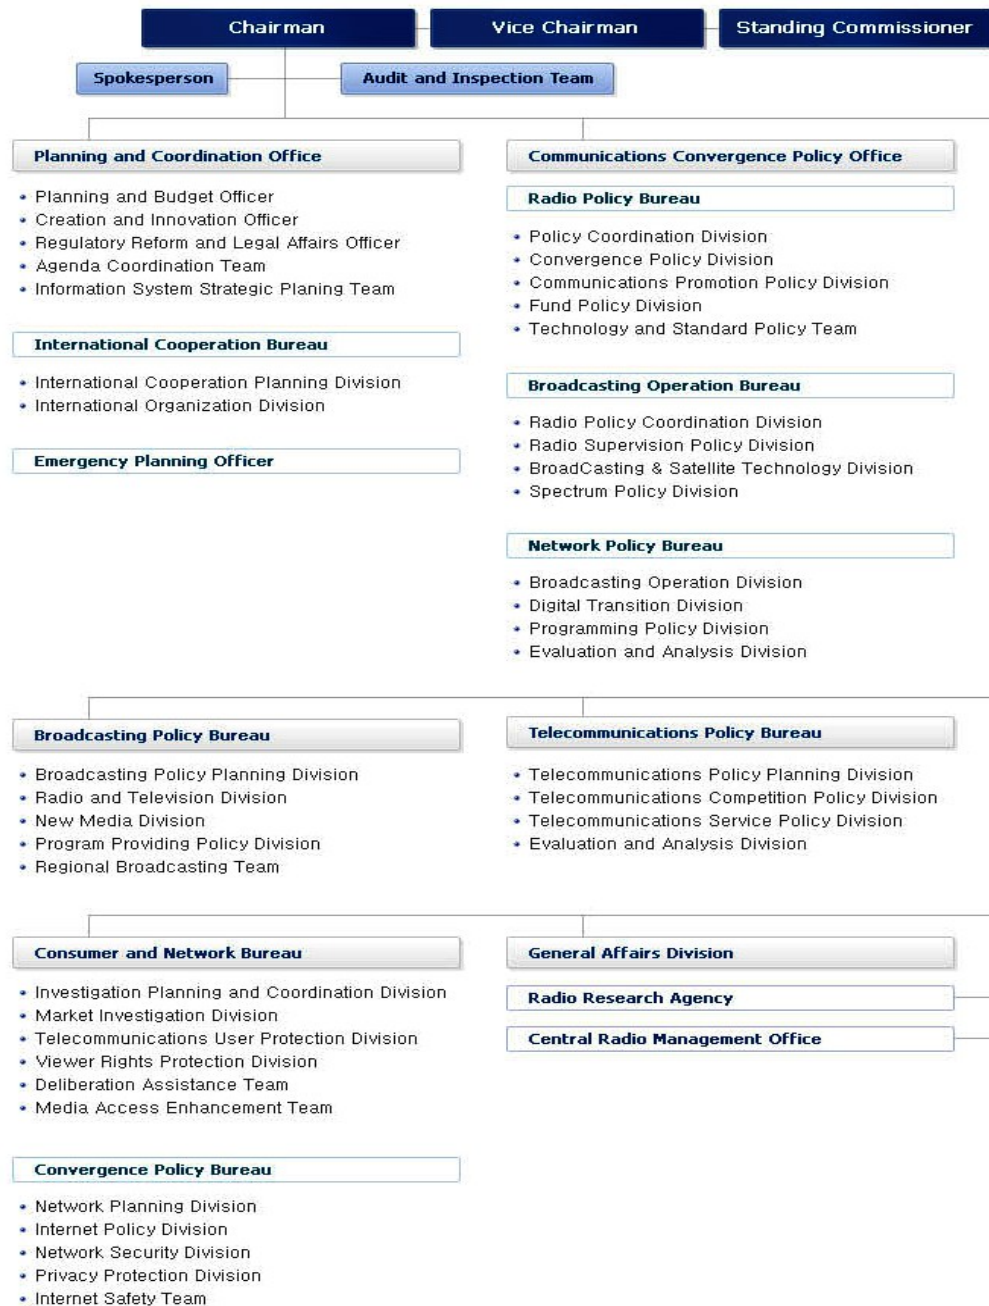 Chairman
Vice Chairman
Standing Commissioner
Spokesperson
Audit and Inspection Team
Planning and Coordination Office
Planning and Budget Officer
Creation and Innovation Officer
Regulatory Reform and Legal Affairs Officer
Agenda Coordination Team
Information System Strategic Planing Team
International Cooperation Bureau
International Cooperation Planning Division
International Organization Division
Emergency Planning Officer
Communications Convergence Policy Office
Radio Policy Bureau
Policy Coordination Division
Convergence Policy Division
Communications Promotion Policy Division
Fund Policy Division
Technology and Standard Policy Team
Broadcasting Operation Bureau
Radio Policy Coordination Division
Radio Supervision Policy Division
BroadCasting & Satellite Technology Division
Spectrum Policy Division
Network Policy Bureau
Broadcasting Operation Division
Digital Transition Division
Programming Policy Division
Evaluation and Analysis Division
Broadcasting Policy Bureau
Broadcasting Policy Planning Division
Radio and Television Division
New Media Division
Program Providing Policy Division
Regional Broadcasting Team
Telecommunications Policy Bureau
Telecommunications Policy Planning Division
Telecommunications Competition Policy Division
Telecommunications Service Policy Division
Evaluation and Analysis Division
Consumer and Network Bureau
Investigation Planning and Coordination Division
Market Investigation Division
Telecommunications User Protection Division
Viewer Rights Protection Division
Deliberation Assistance Team
Media Access Enhancement Team
Convergence Policy Bureau
Network Planning Division
Internet Policy Division
Network Security Division
Privacy Protection Division
Internet Safety Team
General Affairs Division
Radio Research Agency
Central Radio Management Office